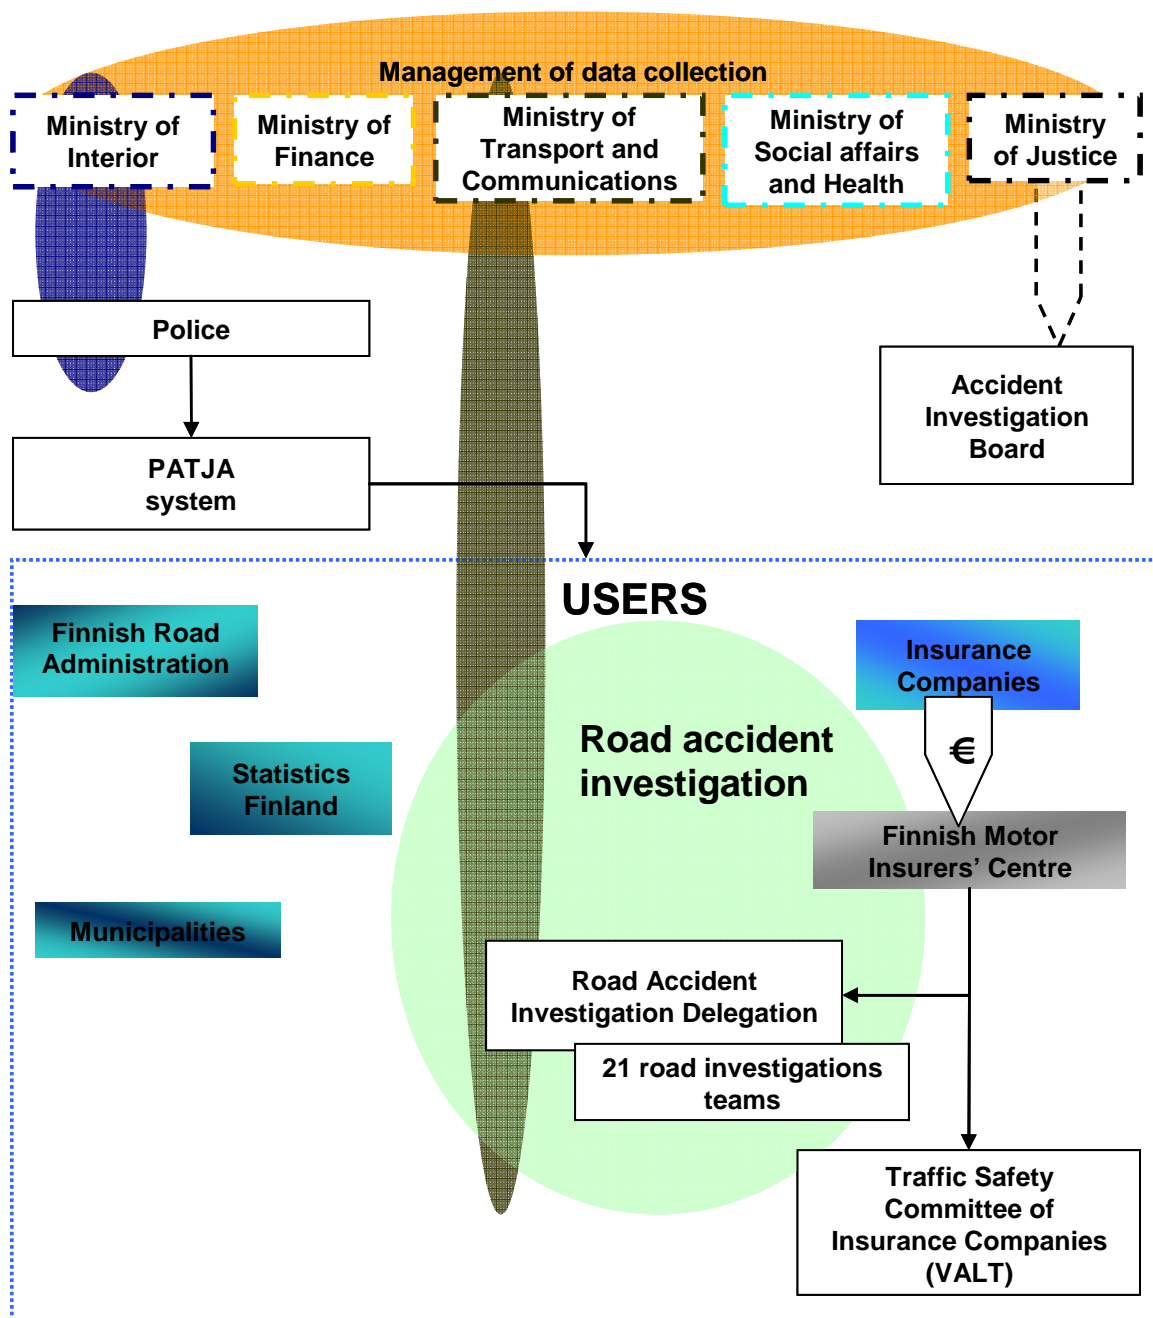 Management of data collection
Ministry of
Interior
Ministry of
Finance
Ministry of
Transport and
Communications
Ministry of
Social affairs
and Health
Ministry
of Justice
Police
PATJA
system
Accident
Investigation
Board
USERS
Finnish Road
Administration
Statistics
Finland
Municipalities
Road accident
investigation
Insurance
Companies
€
Finnish Motor
Insurers’ Centre
Road Accident
Investigation Delegation
21 road investigations
teams
Traffic Safety
Committee of
Insurance Companies
(VALT)